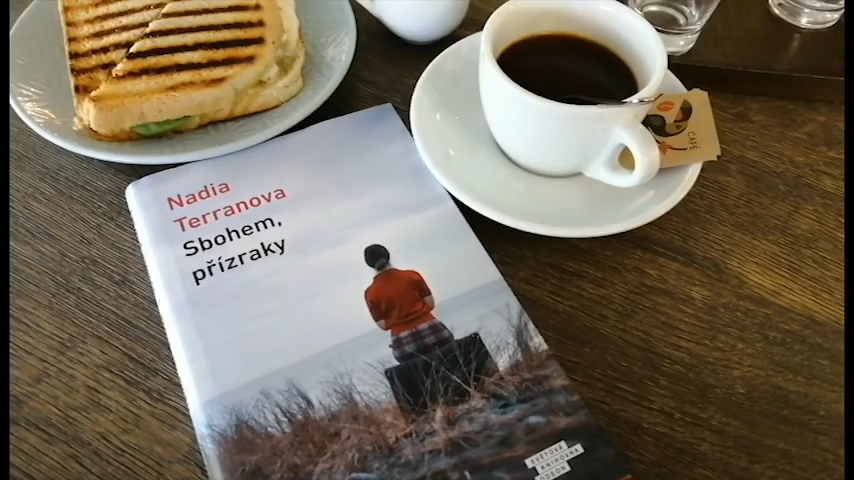 Nadia
Terranova
Sbohem,
přízraky
CAFÉ
SVĚTOVÁ
KNIHOVNA
ODEON